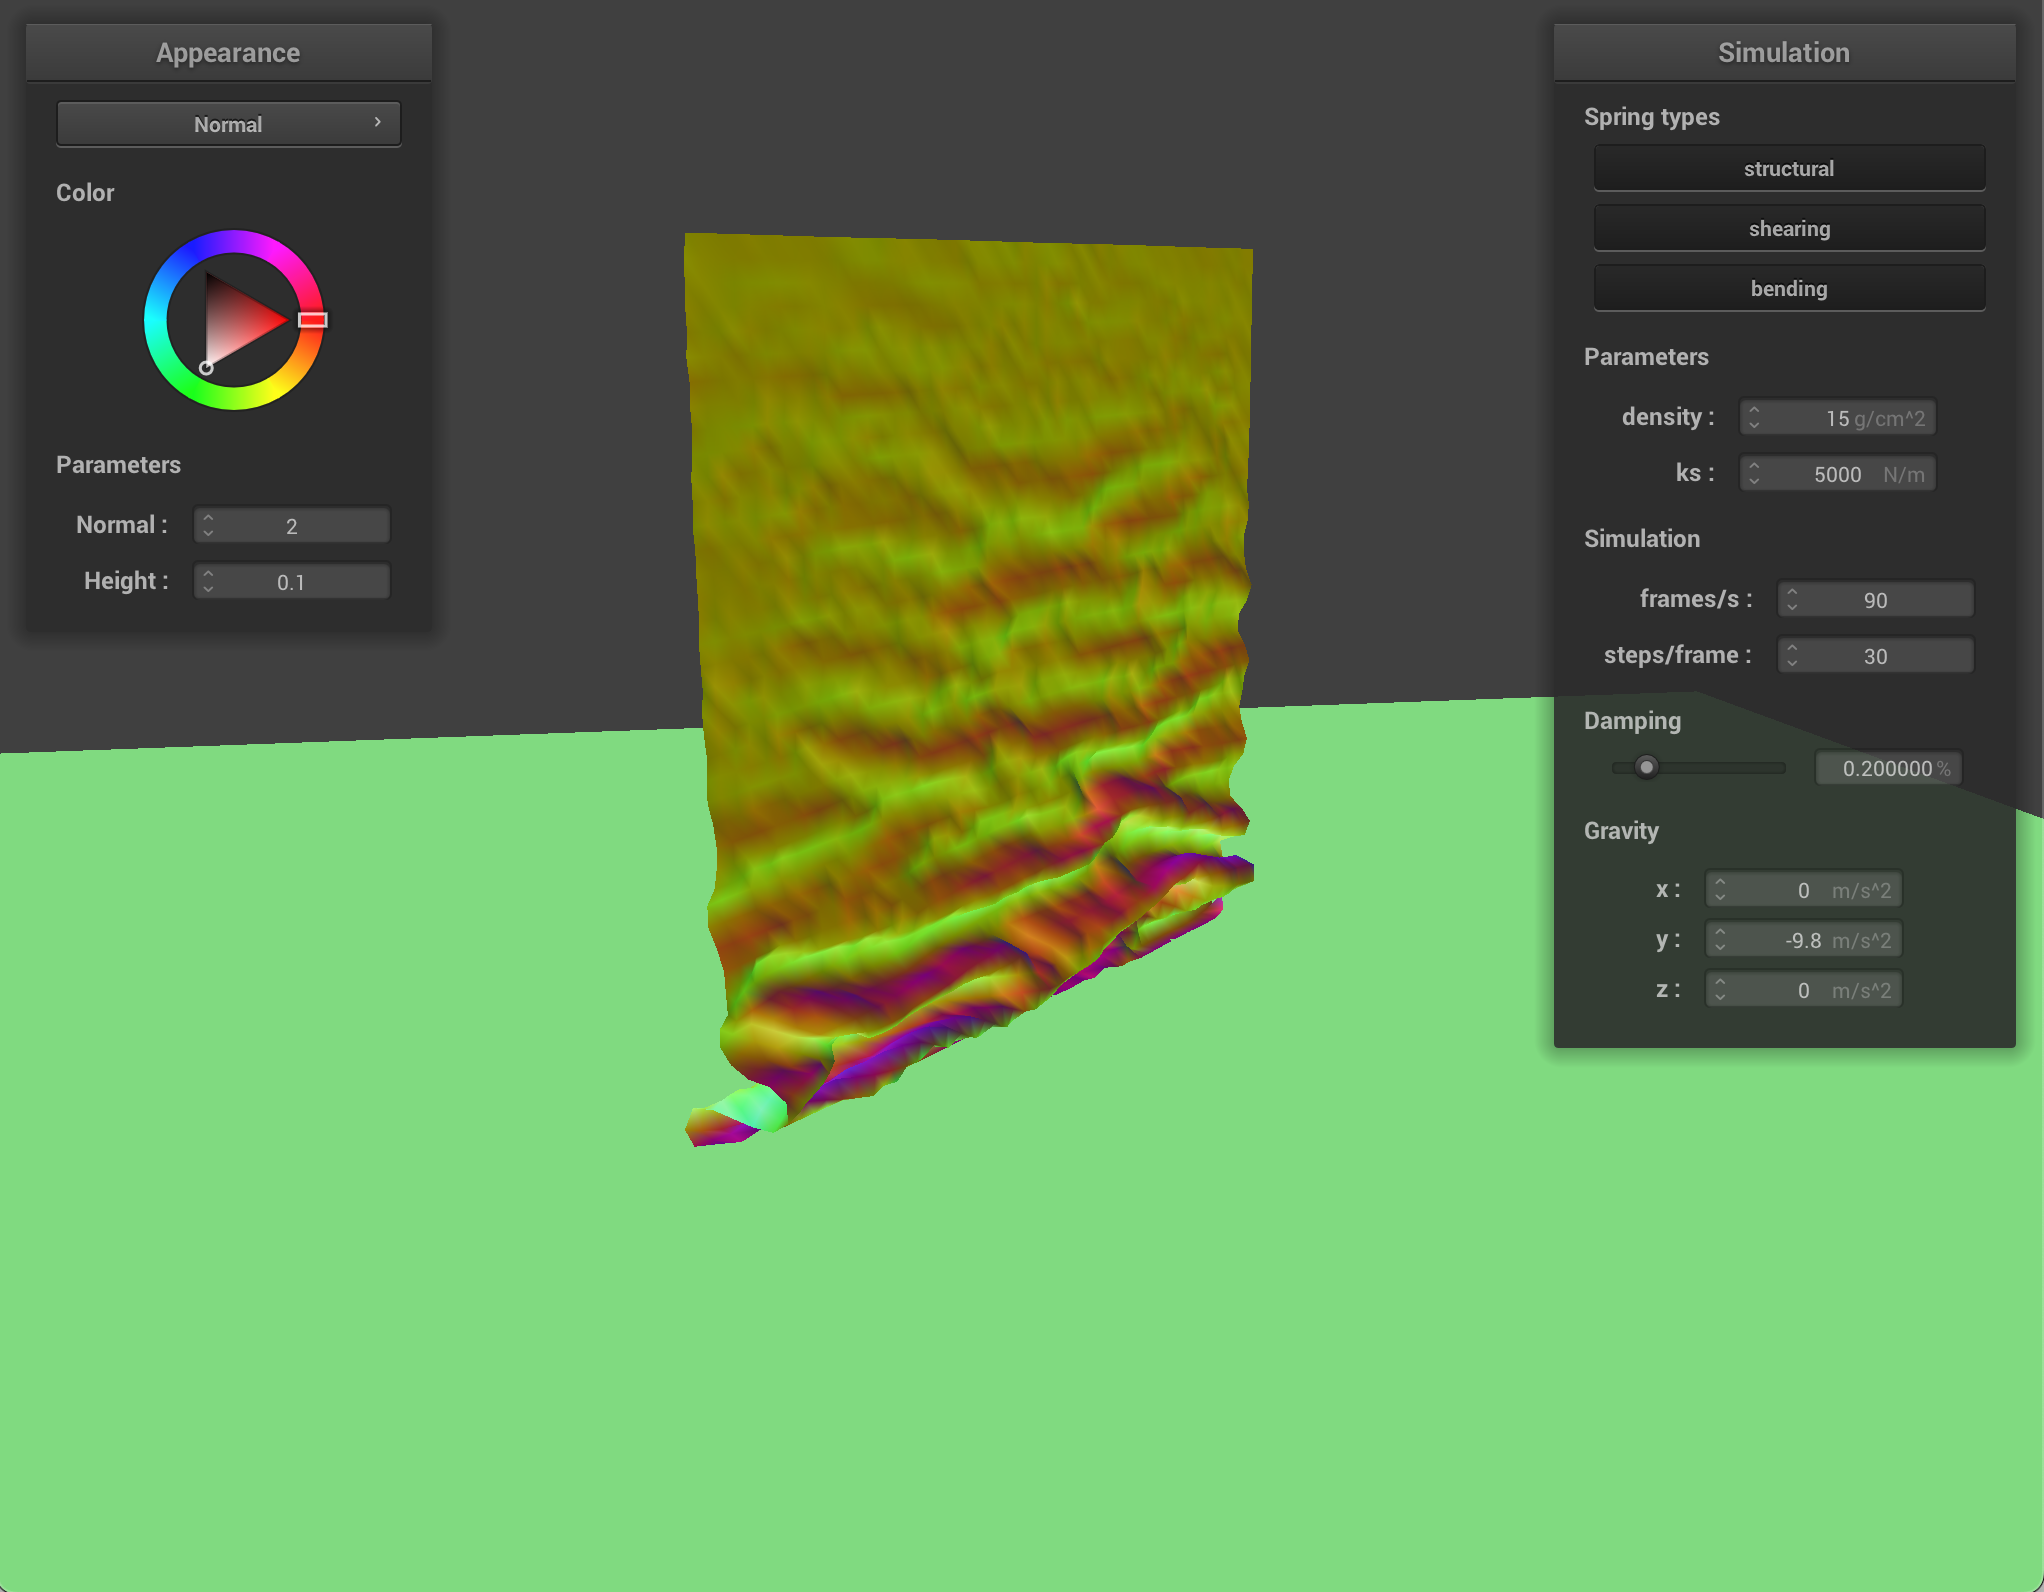 Appearance
Normal
Color
Parameters
Normal : 2
Height : 0.1
Simulation
Spring types
structural
shearing
bending
Parameters
density : 15 g/cm^2
ks : 5000 N/m
Simulation
frames/s : 90
steps/frame : 30
Damping
0.200000 %
Gravity
x : 0 m/s^2
y : -9.8 m/s^2
z : 0 m/s^2